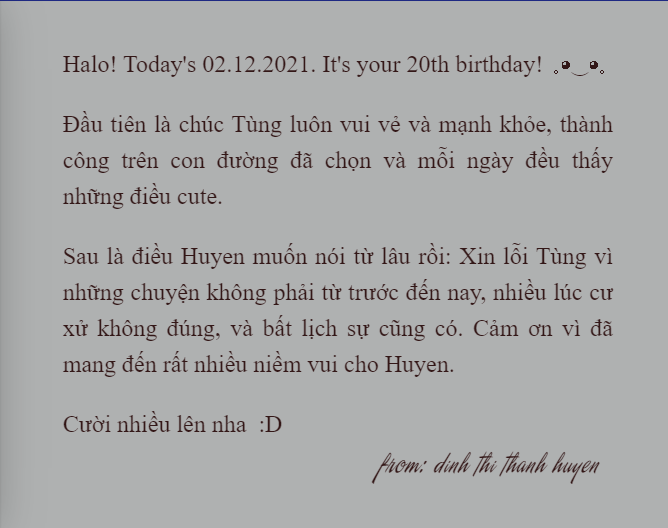 Halo! Today's 02.12.2021. It's your 20th birthday! 。◕‿◕。
Đầu tiên là chúc Tùng luôn vui vẻ và mạnh khỏe, thành
công trên con đường đã chọn và mỗi ngày đều thấy
những điều cute.
Sau là điều Huyen muốn nói từ lâu rồi: Xin lỗi Tùng vì
những chuyện không phải từ trước đến nay, nhiều lúc cư
xử không đúng, và bất lịch sự cũng có. Cảm ơn vì đã
mang đến rất nhiều niềm vui cho Huyen.
Cười nhiều lên nha :D
from: dinh thi thanh huyen